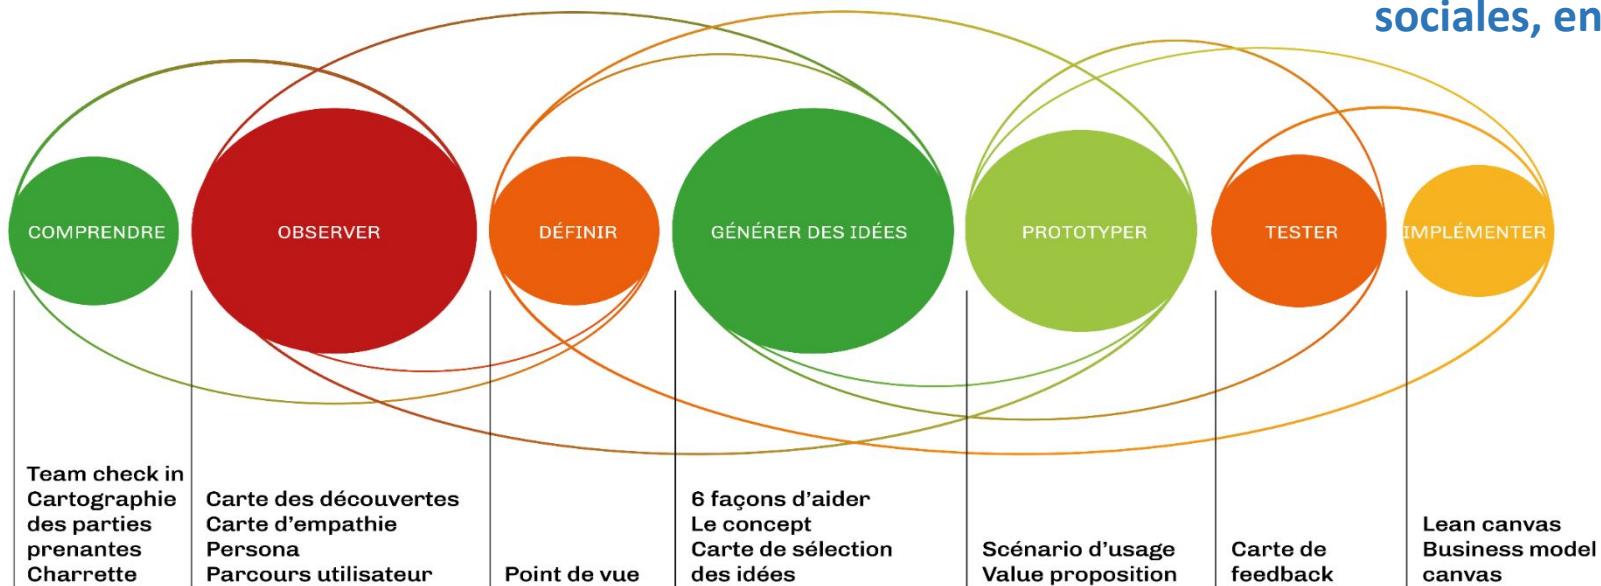 sociales, en
COMPRENDRE
OBSERVER
DÉFINIR
GÉNÉRER DES IDÉES
PROTOTYPER
TESTER
IMPLÉMENTER
Team check in
Cartographie
des parties
prenantes
Charrette
Carte des découvertes
Carte d'empathie
Persona
Parcours utilisateur
Point de vue
6 façons d'aider
Le concept
Carte de sélection
des idées
Scénario d'usage
Value proposition
Carte de
feedback
Lean canvas
Business model
canvas